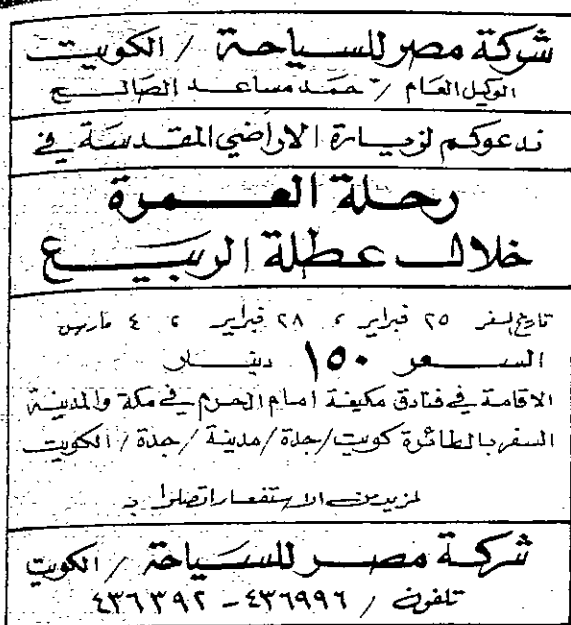 شركة مصر للسياحة / الكويت
الوكيل العام / حمد مساعد الصالح
ندعوكم لزيارة الاراضي المقدسة في
رحلة العمرة
خلال عطلة الربيع
تاريخ السفر ٢٥ فبراير ، ٢٨ فبراير ، ٤ مارس
السعر ١٥٠ دينار
الاقامة في فنادق مكيفة امام الحرم في مكة والمدينة
السفر بالطائرة كويت/جدة/مدينة/جدة/الكويت
لمزيد من الاستفسار اتصلوا بـ
شركة مصر للسياحة / الكويت
تلفون / ٤٣٦٩٩٦ - ٤٣٦٣٩٢